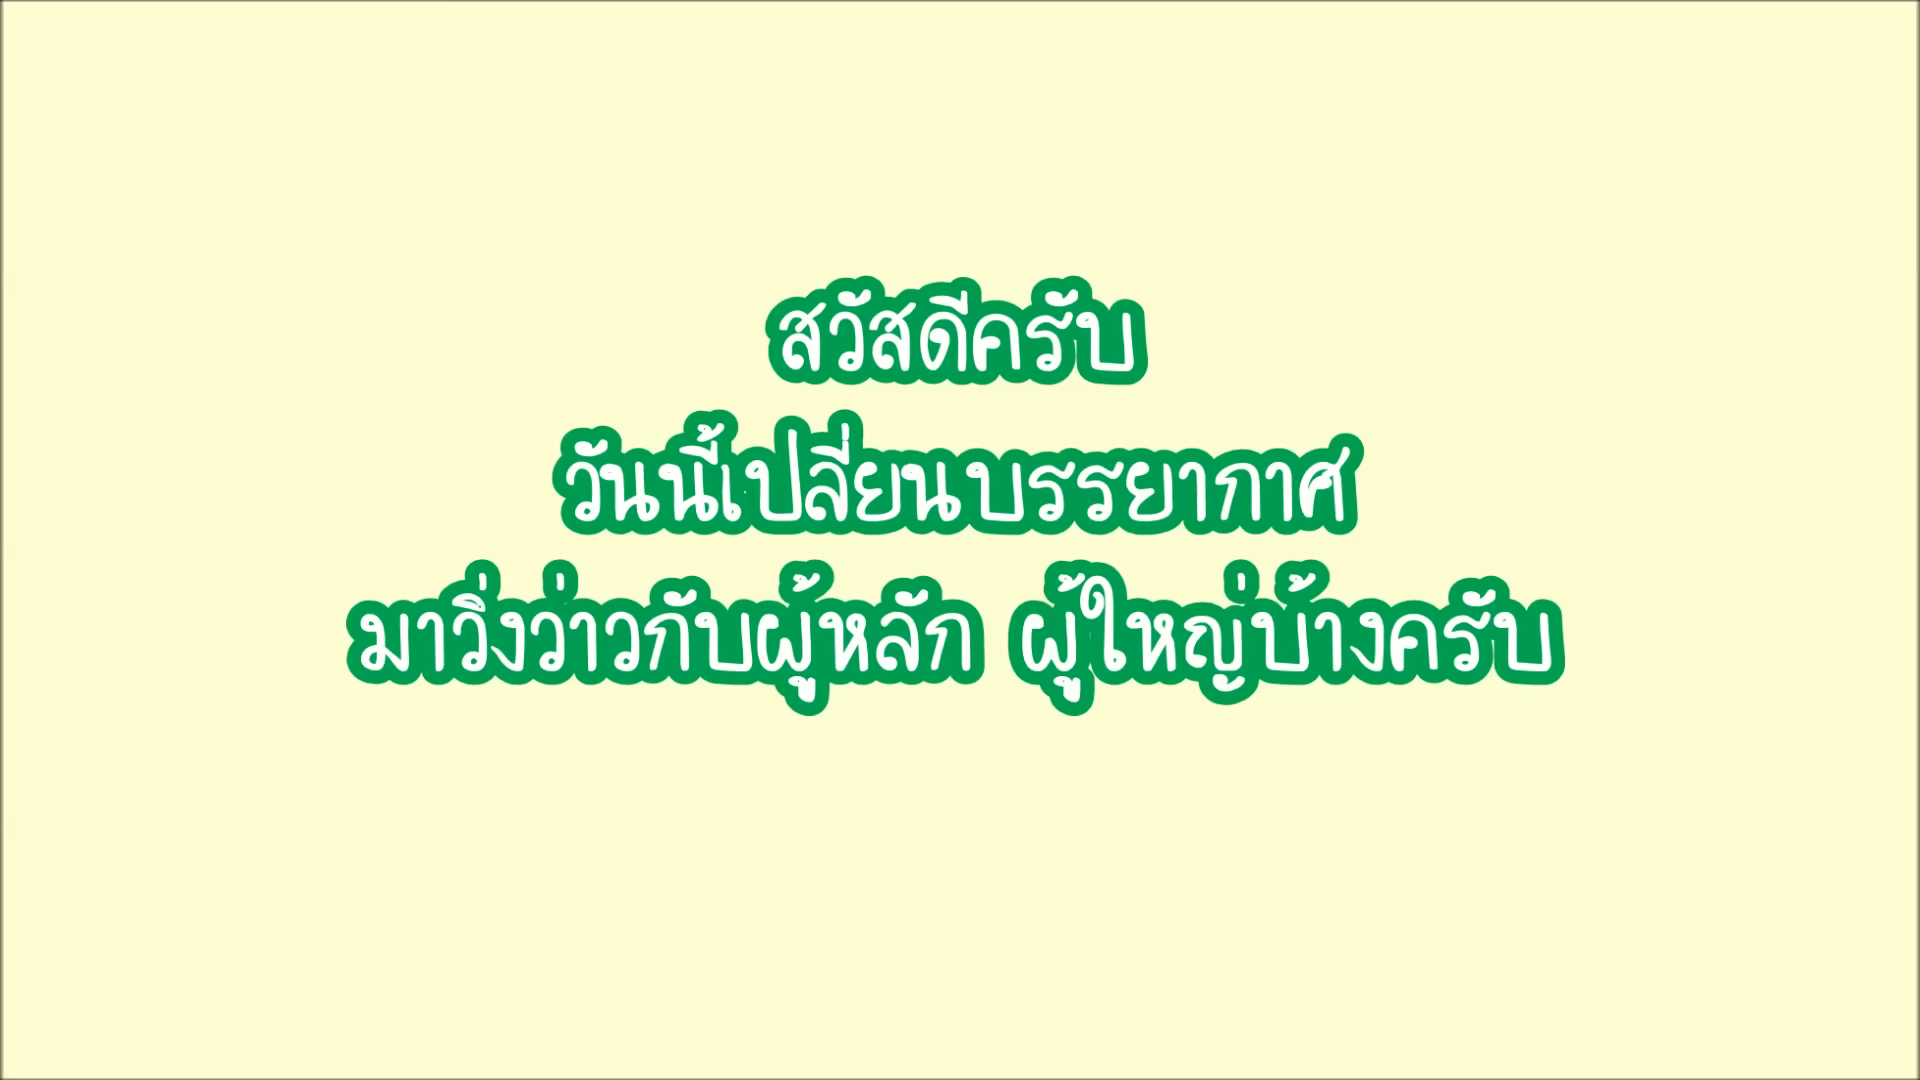 สวัสดีครับ
วันนี้เปลี่ยนบรรยากาศ
มาวิ่งว่าวกับผู้หลัก ผู้ใหญ่บ้างครับ